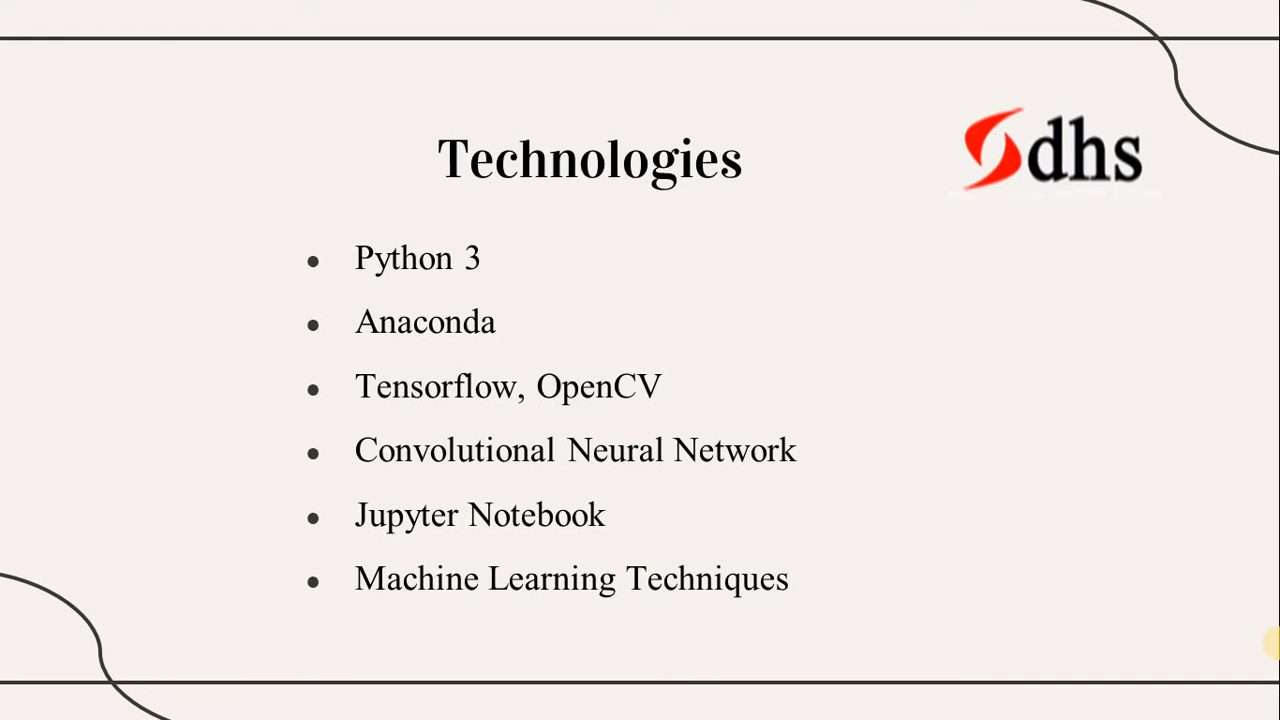 Technologies
dhs
Python 3
Anaconda
Tensorflow, OpenCV
Convolutional Neural Network
Jupyter Notebook
Machine Learning Techniques